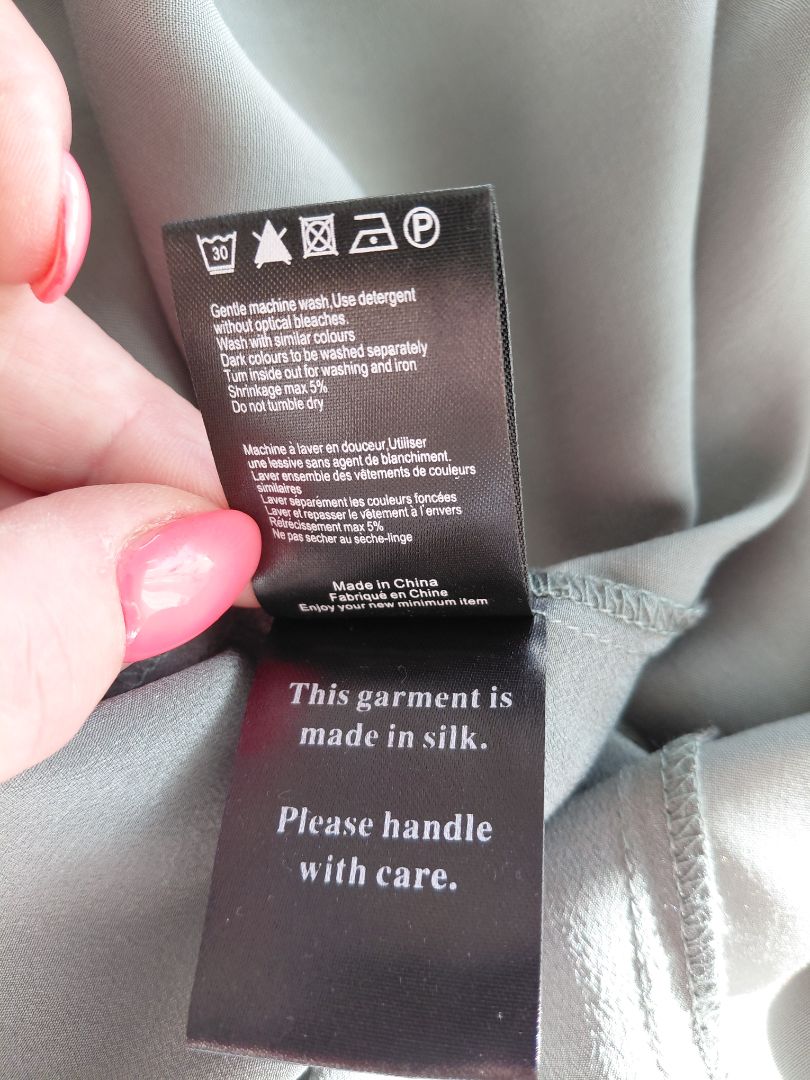 30 P
Gentle machine wash,Use detergent
without optical bleaches.
Wash with similar colours
Dark colours to be washed separately
Turn inside out for washing and iron
Shrinkage max 5%
Do not tumble dry
Machine à laver en douceur,Utiliser
une lessive sans agent de blanchiment.
Laver ensemble des vêtements de couleurs
similaires
Laver séparément les couleurs foncées
Laver et repasser le vêtement à l'envers
Rétrécissement max 5%
Ne pas secher au seche-linge
Made in China
Fabriqué en Chine
Enjoy your new minimum item
This garment is
made in silk.
Please handle
with care.